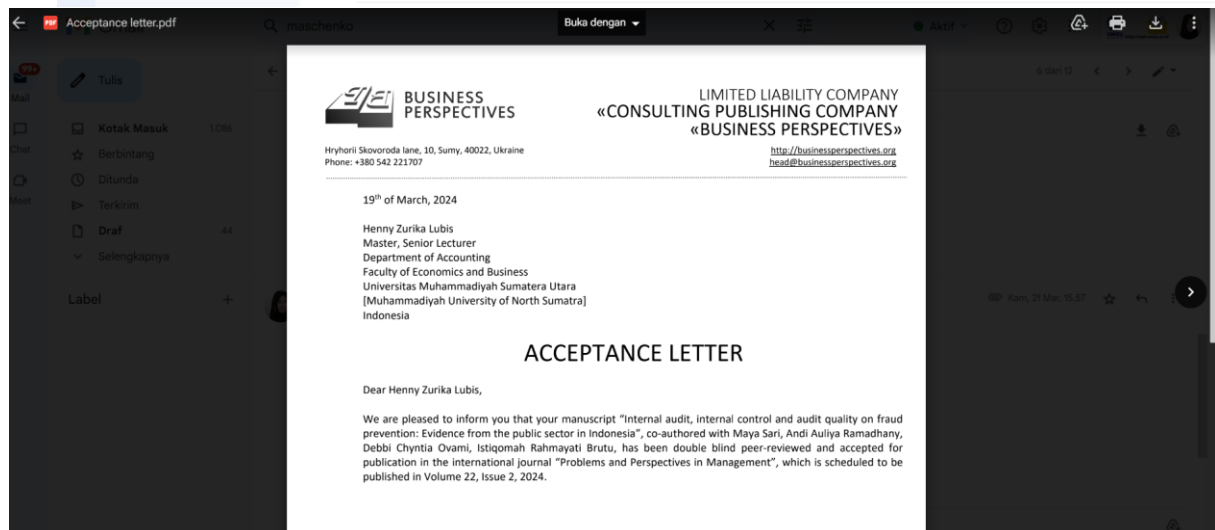 Acceptance letter.pdf
PDF
maschenko
Buka dengan
Aktif
99+
Mail
Tulis
6 dari 12
Kotak Masuk 1.086
Chat
Berbintang
Ditunda
Meet
Terkirim
Draf 44
Selengkapnya
Label
Kam, 21 Mar, 15.57
BUSINESS
PERSPECTIVES
LIMITED LIABILITY COMPANY
«CONSULTING PUBLISHING COMPANY
«BUSINESS PERSPECTIVES»
Hryhorii Skovoroda lane, 10, Sumy, 40022, Ukraine
Phone: +380 542 221707
http://businessperspectives.org
head@businessperspectives.org
19th of March, 2024
Henny Zurika Lubis
Master, Senior Lecturer
Department of Accounting
Faculty of Economics and Business
Universitas Muhammadiyah Sumatera Utara
[Muhammadiyah University of North Sumatra]
Indonesia
ACCEPTANCE LETTER
Dear Henny Zurika Lubis,
We are pleased to inform you that your manuscript "Internal audit, internal control and audit quality on fraud
prevention: Evidence from the public sector in Indonesia", co-authored with Maya Sari, Andi Auliya Ramadhany,
Debbi Chyntia Ovami, Istiqomah Rahmayati Brutu, has been double blind peer-reviewed and accepted for
publication in the international journal "Problems and Perspectives in Management", which is scheduled to be
published in Volume 22, Issue 2, 2024.